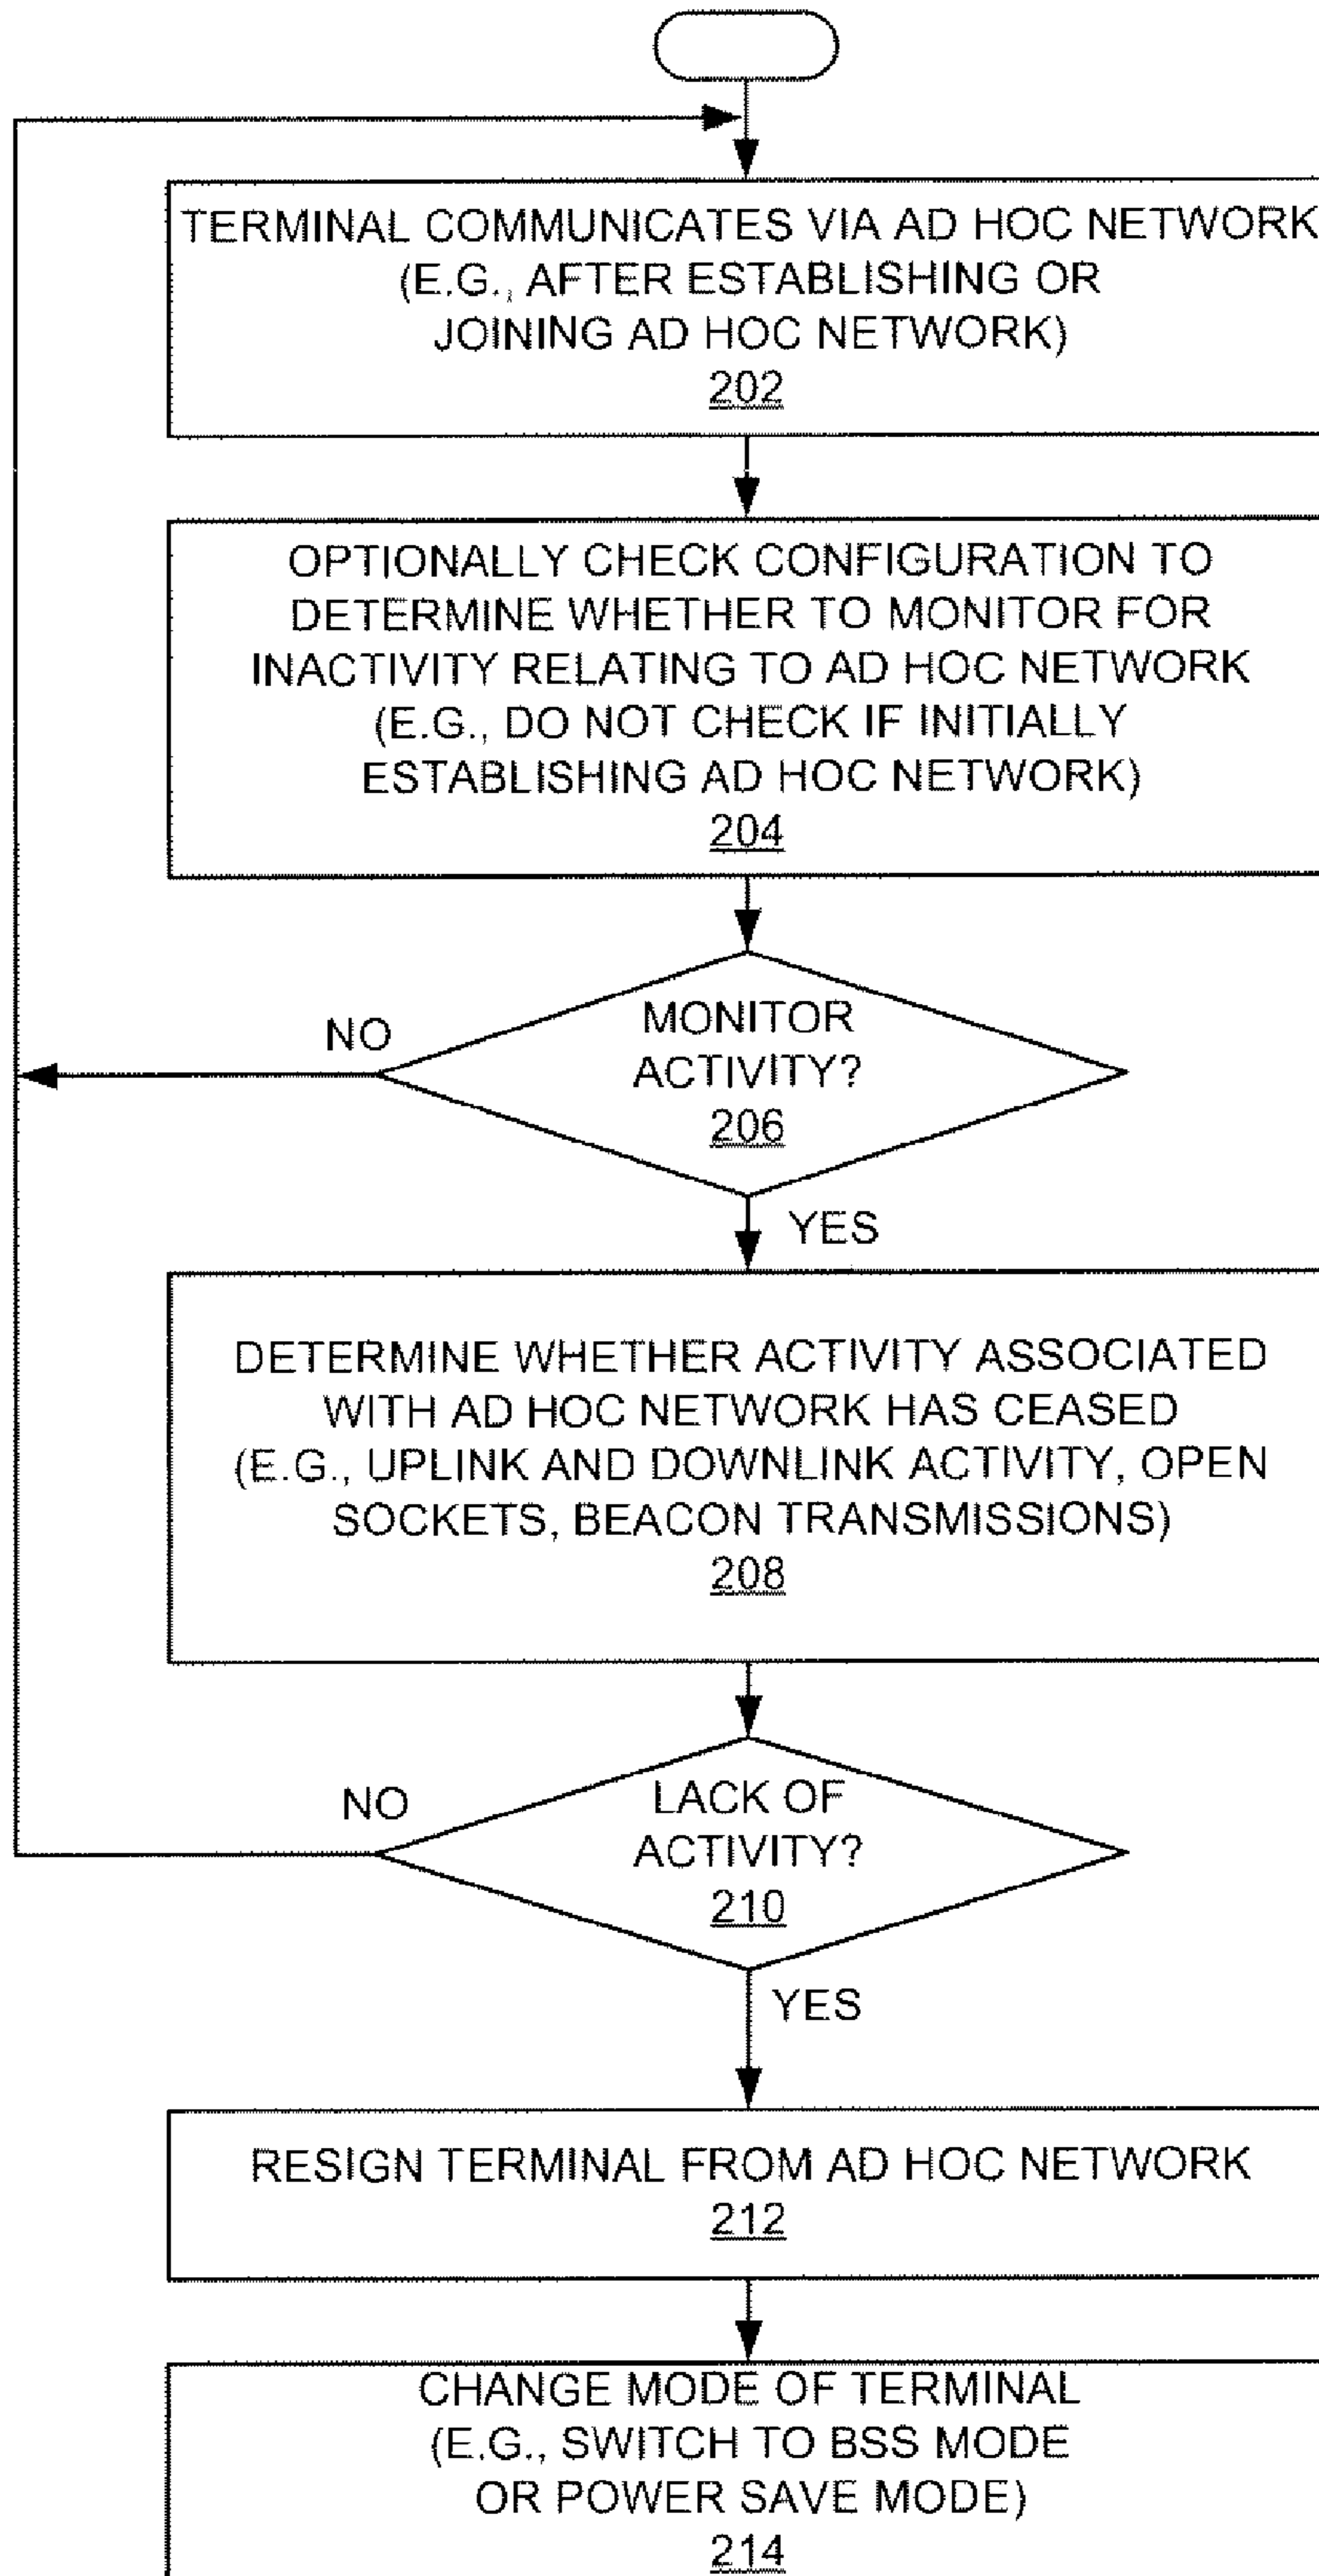 TERMINAL COMMUNICATES VIA AD HOC NETWORK
(E.G., AFTER ESTABLISHING OR
JOINING AD HOC NETWORK)
202
OPTIONALLY CHECK CONFIGURATION TO
DETERMINE WHETHER TO MONITOR FOR
INACTIVITY RELATING TO AD HOC NETWORK
(E.G., DO NOT CHECK IF INITIALLY
ESTABLISHING AD HOC NETWORK)
204
NO
MONITOR
ACTIVITY?
206
YES
DETERMINE WHETHER ACTIVITY ASSOCIATED
WITH AD HOC NETWORK HAS CEASED
(E.G., UPLINK AND DOWNLINK ACTIVITY, OPEN
SOCKETS, BEACON TRANSMISSIONS)
208
NO
LACK OF
ACTIVITY?
210
YES
RESIGN TERMINAL FROM AD HOC NETWORK
212
CHANGE MODE OF TERMINAL
(E.G., SWITCH TO BSS MODE
OR POWER SAVE MODE)
214